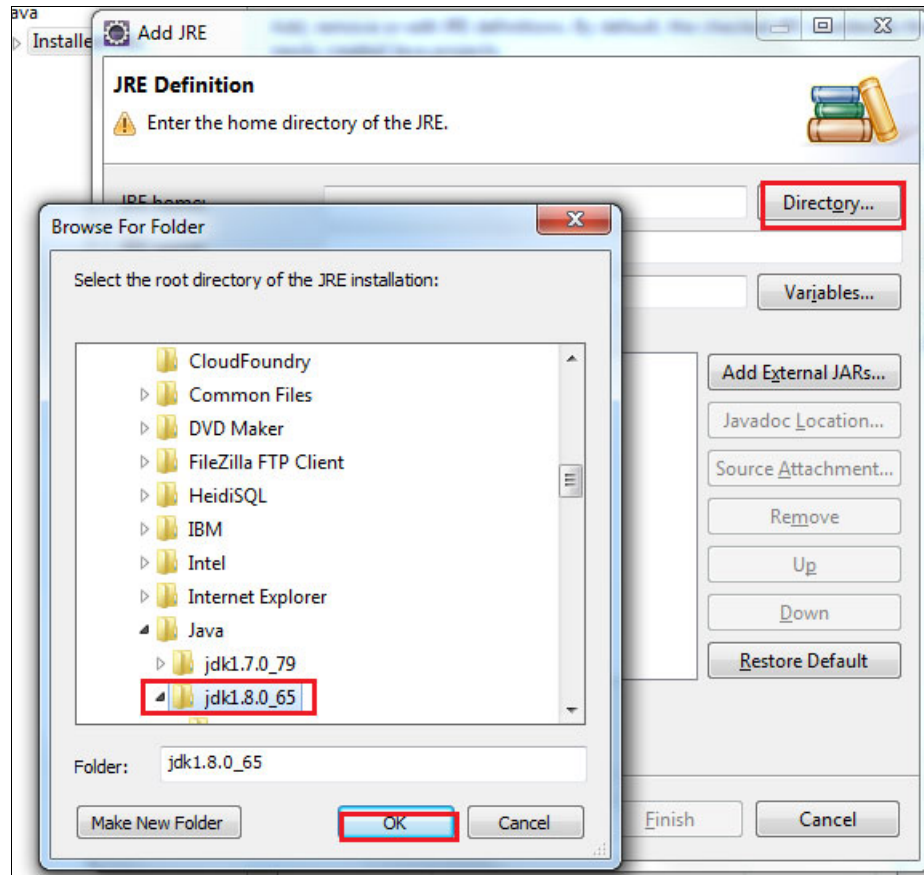 ava
Installe
Add JRE
JRE Definition
Enter the home directory of the JRE.
JRE home:
Directory...
Browse For Folder
Select the root directory of the JRE installation:
Variables...
CloudFoundry
Common Files
DVD Maker
FileZilla FTP Client
HeidiSQL
IBM
Intel
Internet Explorer
Java
jdk1.7.0_79
jdk1.8.0_65
Add External JARs...
Javadoc Location...
Source Attachment...
Remove
Up
Down
Restore Default
Folder: jdk1.8.0_65
Make New Folder
OK
Cancel
Finish
Cancel